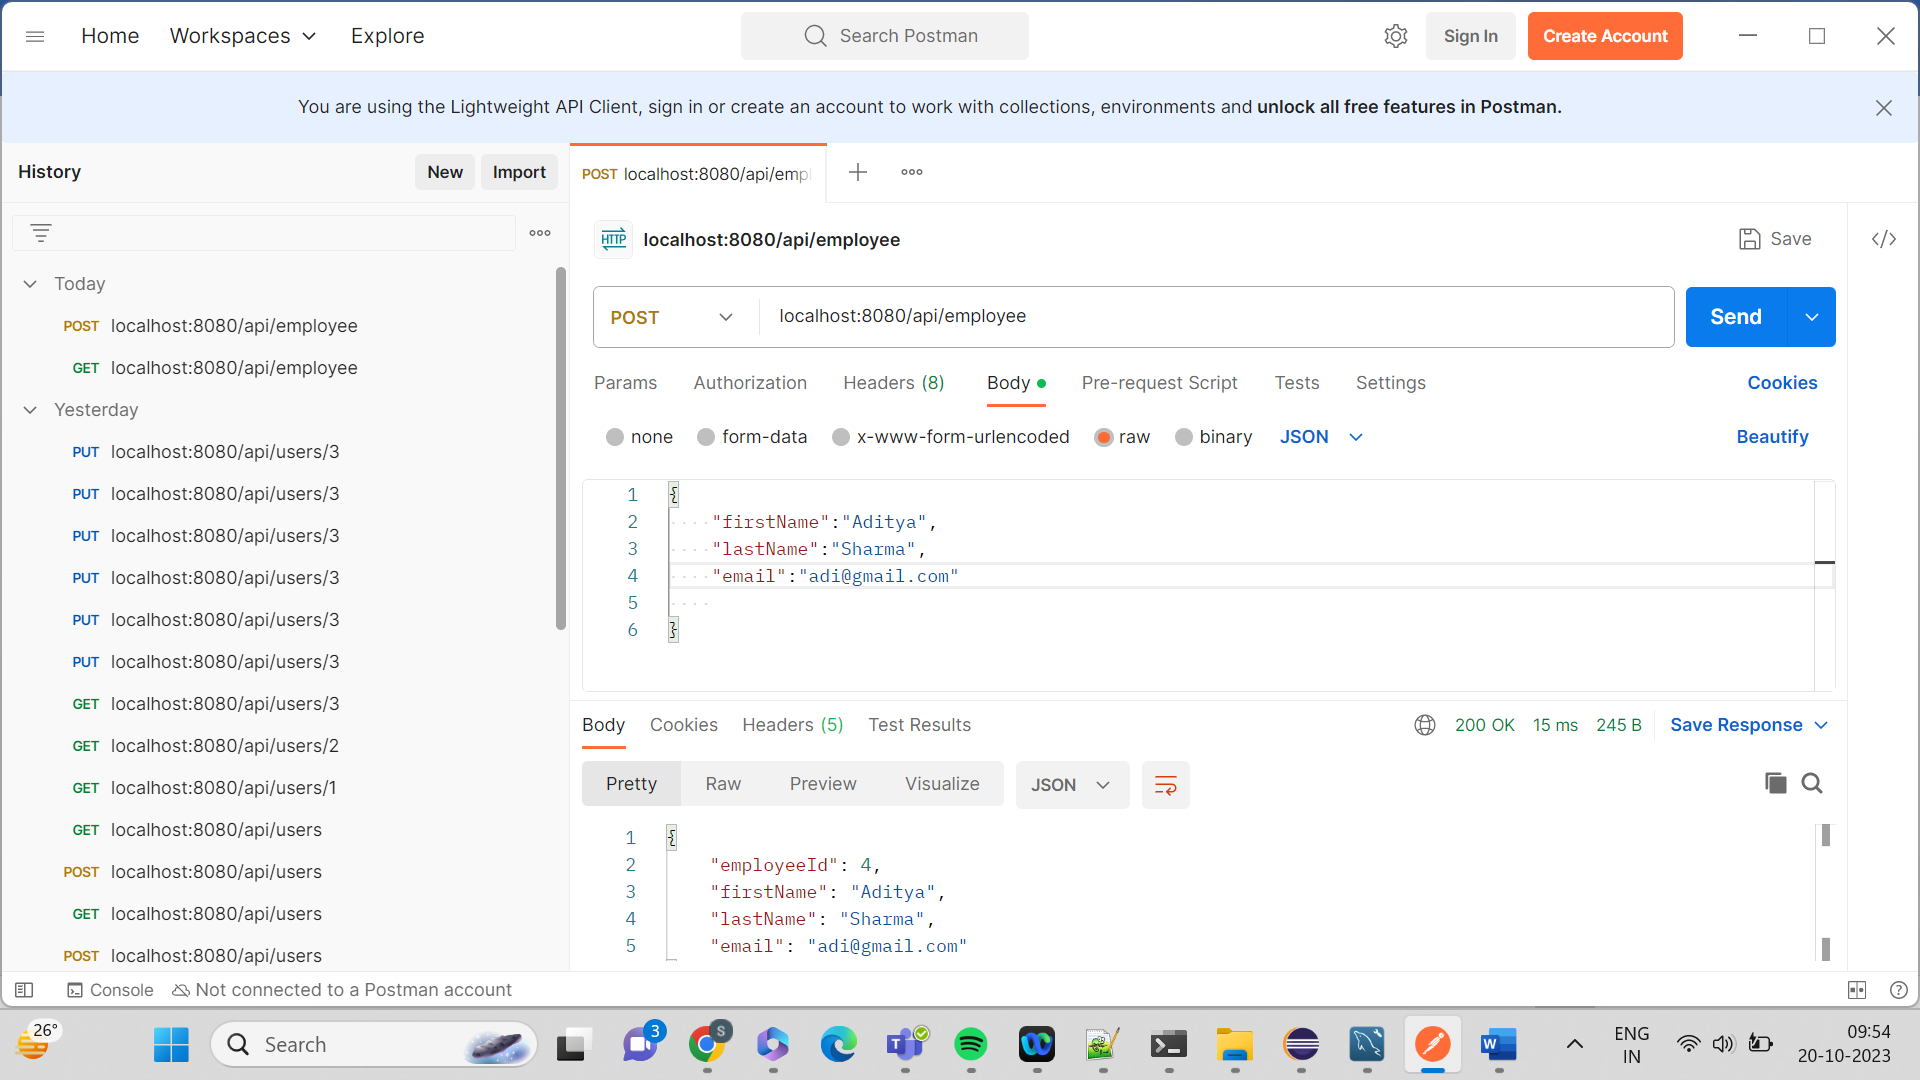 Home Workspaces Explore
Search Postman
Sign In Create Account
You are using the Lightweight API Client, sign in or create an account to work with collections, environments and unlock all free features in Postman.
History New Import
Today
POST localhost:8080/api/employee
GET localhost:8080/api/employee
Yesterday
PUT localhost:8080/api/users/3
PUT localhost:8080/api/users/3
PUT localhost:8080/api/users/3
PUT localhost:8080/api/users/3
PUT localhost:8080/api/users/3
PUT localhost:8080/api/users/3
GET localhost:8080/api/users/3
GET localhost:8080/api/users/2
GET localhost:8080/api/users/1
GET localhost:8080/api/users
POST localhost:8080/api/users
GET localhost:8080/api/users
POST localhost:8080/api/users
POST localhost:8080/api/emp
HTTP localhost:8080/api/employee Save </>
POST localhost:8080/api/employee Send
Params Authorization Headers (8) Body Pre-request Script Tests Settings Cookies
none form-data x-www-form-urlencoded raw binary JSON Beautify
1 {
2 "firstName":"Aditya",
3 "lastName":"Sharma",
4 "email":"adi@gmail.com"
5
6 }
Body Cookies Headers (5) Test Results 200 OK 15 ms 245 B Save Response
Pretty Raw Preview Visualize JSON
1 {
2 "employeeId": 4,
3 "firstName": "Aditya",
4 "lastName": "Sharma",
5 "email": "adi@gmail.com"
Console Not connected to a Postman account
26° Search 3 S T W ENG 09:54
IN 20-10-2023